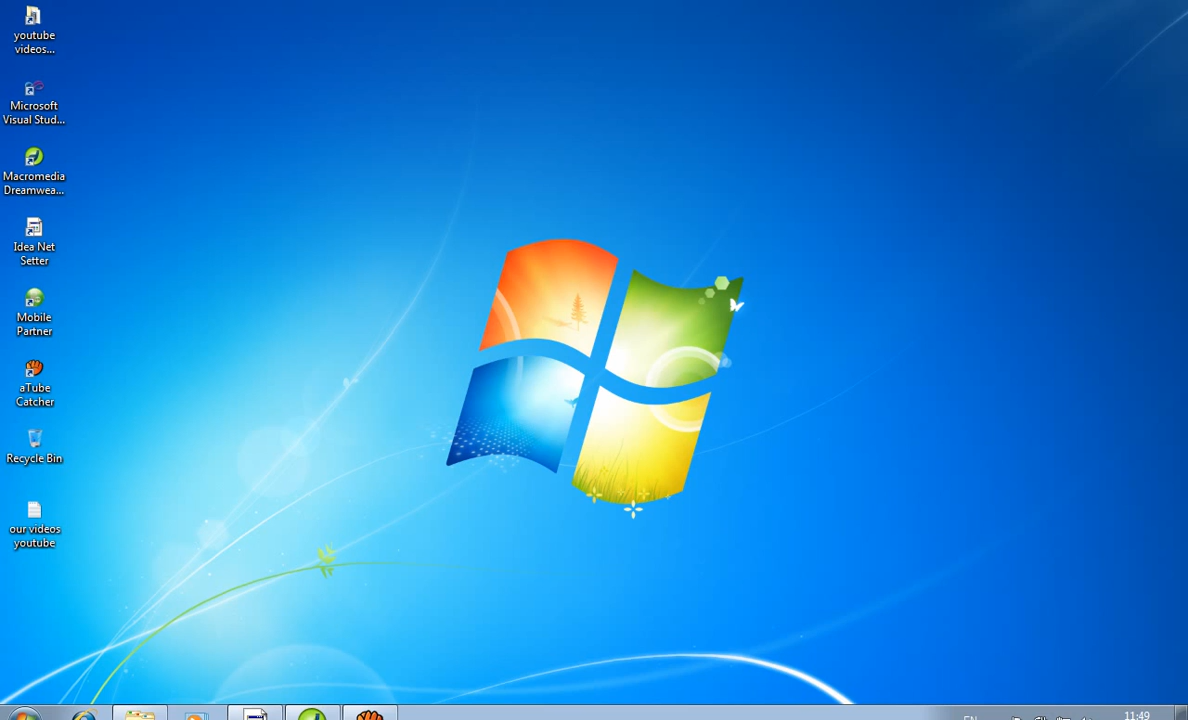 youtube
videos...
Microsoft
Visual Stud...
Macromedia
Dreamwea...
Idea Net
Setter
Mobile
Partner
aTube
Catcher
Recycle Bin
our videos
youtube
EN
11:49